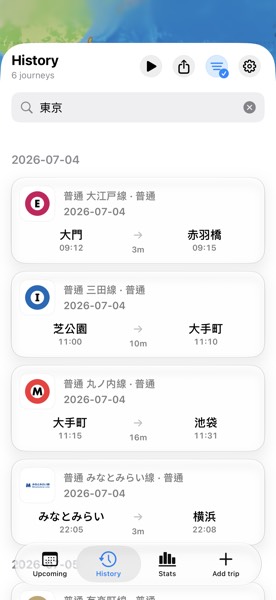 History
6 journeys
東京
2026-07-04
E
普通 大江戸線 · 普通
2026-07-04
大門 → 赤羽橋
09:12 3m 09:15
I
普通 三田線 · 普通
2026-07-04
芝公園 → 大手町
11:00 10m 11:10
M
普通 丸ノ内線 · 普通
2026-07-04
大手町 → 池袋
11:15 16m 11:31
普通 みなとみらい線 · 普通
2026-07-04
みなとみらい → 横浜
22:05 3m 22:08
Upcoming History Stats Add trip